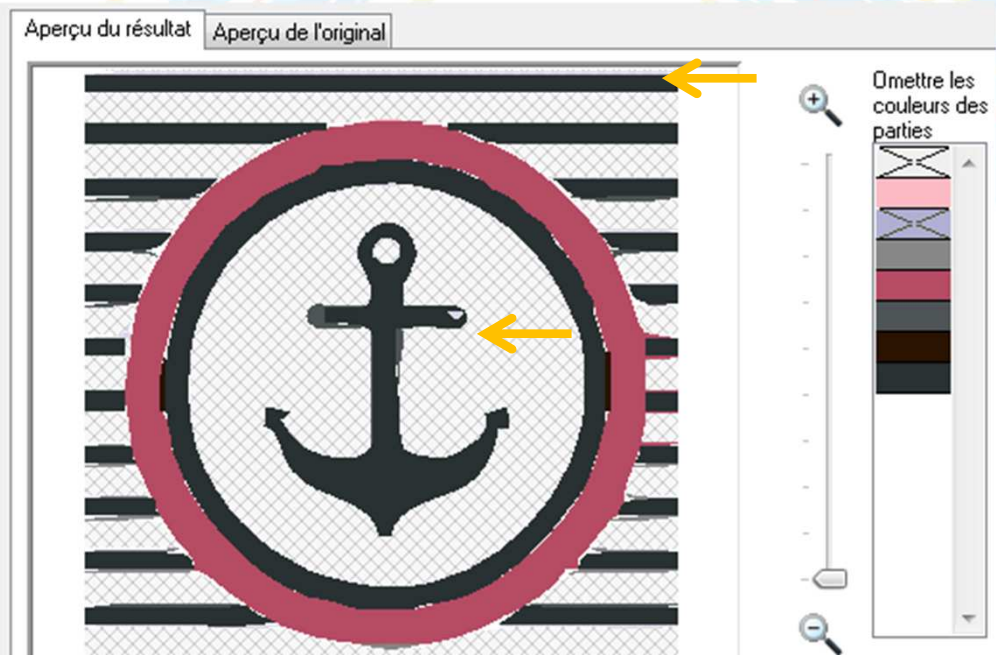 Aperçu du résultat
Aperçu de l'original
Omettre les
couleurs des
parties